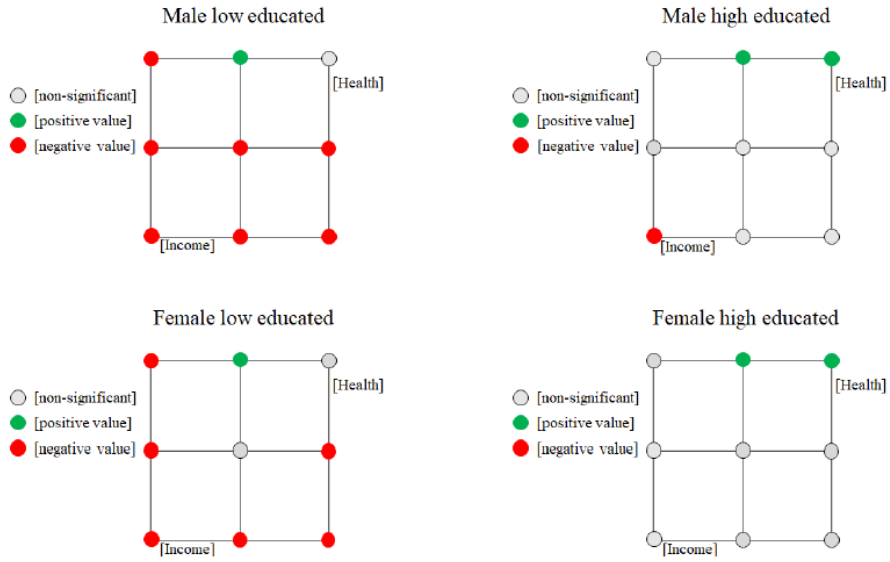 Male low educated
[Health]
[non-significant]
[positive value]
[negative value]
[Income]
Male high educated
[Health]
[non-significant]
[positive value]
[negative value]
[Income]
Female low educated
[Health]
[non-significant]
[positive value]
[negative value]
[Income]
Female high educated
[Health]
[non-significant]
[positive value]
[negative value]
[Income]